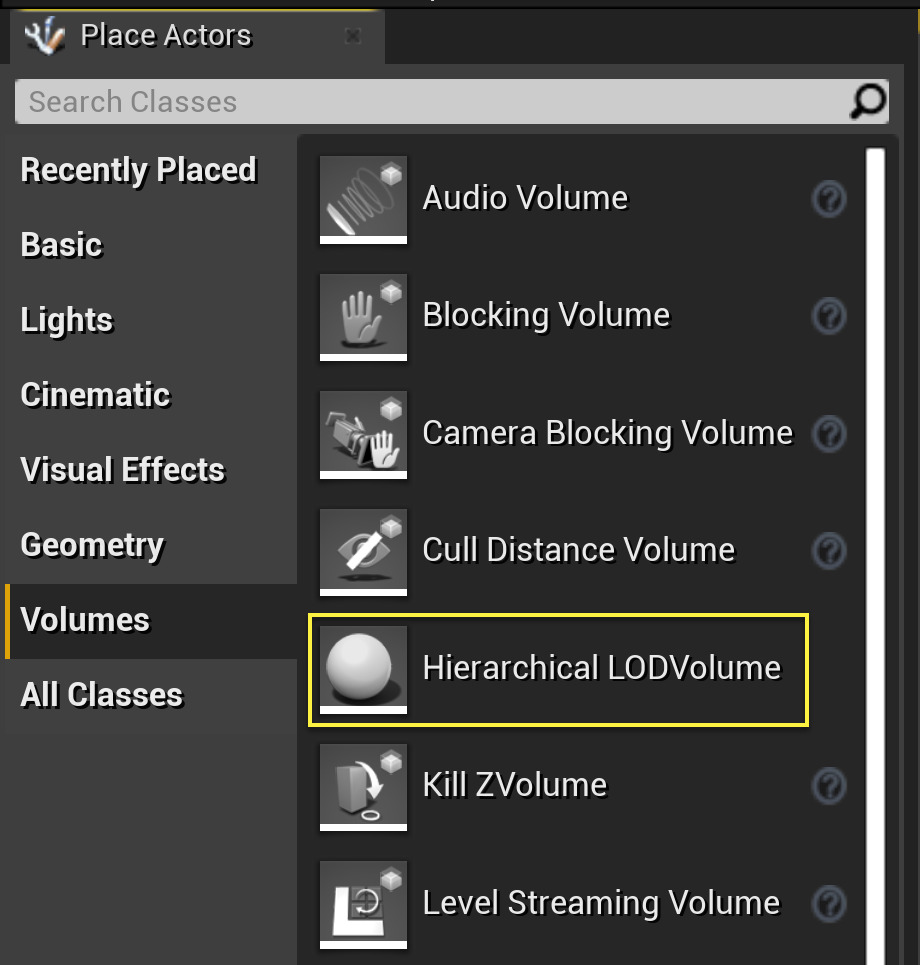 Place Actors
Search Classes
Recently Placed
Basic
Lights
Cinematic
Visual Effects
Geometry
Volumes
All Classes
Audio Volume
?
Blocking Volume
?
Camera Blocking Volume
?
Cull Distance Volume
?
Hierarchical LODVolume
Kill ZVolume
?
Level Streaming Volume
?